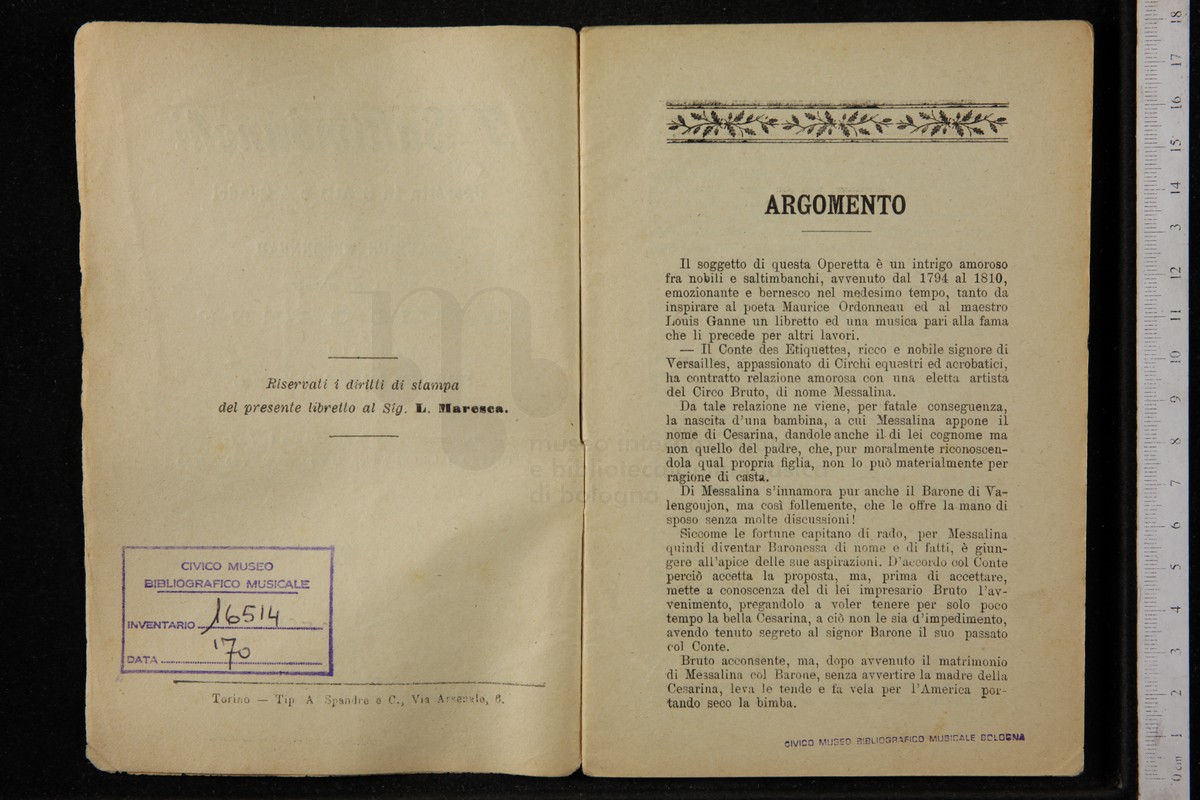 Riservati i diritti di stampa
del presente libretto al Sig. L. Maresca.
CIVICO MUSEO
BIBLIOGRAFICO MUSICALE
INVENTARIO 16514
DATA '70
Torino — Tip A Spandre e C., Via Arsenale, 6.
ARGOMENTO
Il soggetto di questa Operetta è un intrigo amoroso
fra nobili e saltimbanchi, avvenuto dal 1794 al 1810,
emozionante e bernesco nel medesimo tempo, tanto da
inspirare al poeta Maurice Ordonneau ed al maestro
Louis Ganne un libretto ed una musica pari alla fama
che li precede per altri lavori.
— Il Conte des Etiquettes, ricco e nobile signore di
Versailles, appassionato di Circhi equestri ed acrobatici,
ha contratto relazione amorosa con una eletta artista
del Circo Bruto, di nome Messalina.
Da tale relazione ne viene, per fatale conseguenza,
la nascita d'una bambina, a cui Messalina appone il
nome di Cesarina, dandole anche il di lei cognome ma
non quello del padre, che, pur moralmente riconoscen-
dola qual propria figlia, non lo può materialmente per
ragione di casta.
Di Messalina s'innamora pur anche il Barone di Va-
lengoujon, ma così follemente, che le offre la mano di
sposo senza molte discussioni!
Siccome le fortune capitano di rado, per Messalina
quindi diventar Baronessa di nome e di fatti, è giun-
gere all'apice delle sue aspirazioni. D'accordo col Conte
perciò accetta la proposta, ma, prima di accettare,
mette a conoscenza del di lei impresario Bruto l'av-
venimento, pregandolo a voler tenere per solo poco
tempo la bella Cesarina, a ciò non le sia d'impedimento,
avendo tenuto segreto al signor Barone il suo passato
col Conte.
Bruto acconsente, ma, dopo avvenuto il matrimonio
di Messalina col Barone, senza avvertire la madre della
Cesarina, leva le tende e fa vela per l'America por-
tando seco la bimba.
CIVICO MUSEO BIBLIOGRAFICO MUSICALE BOLOGNA